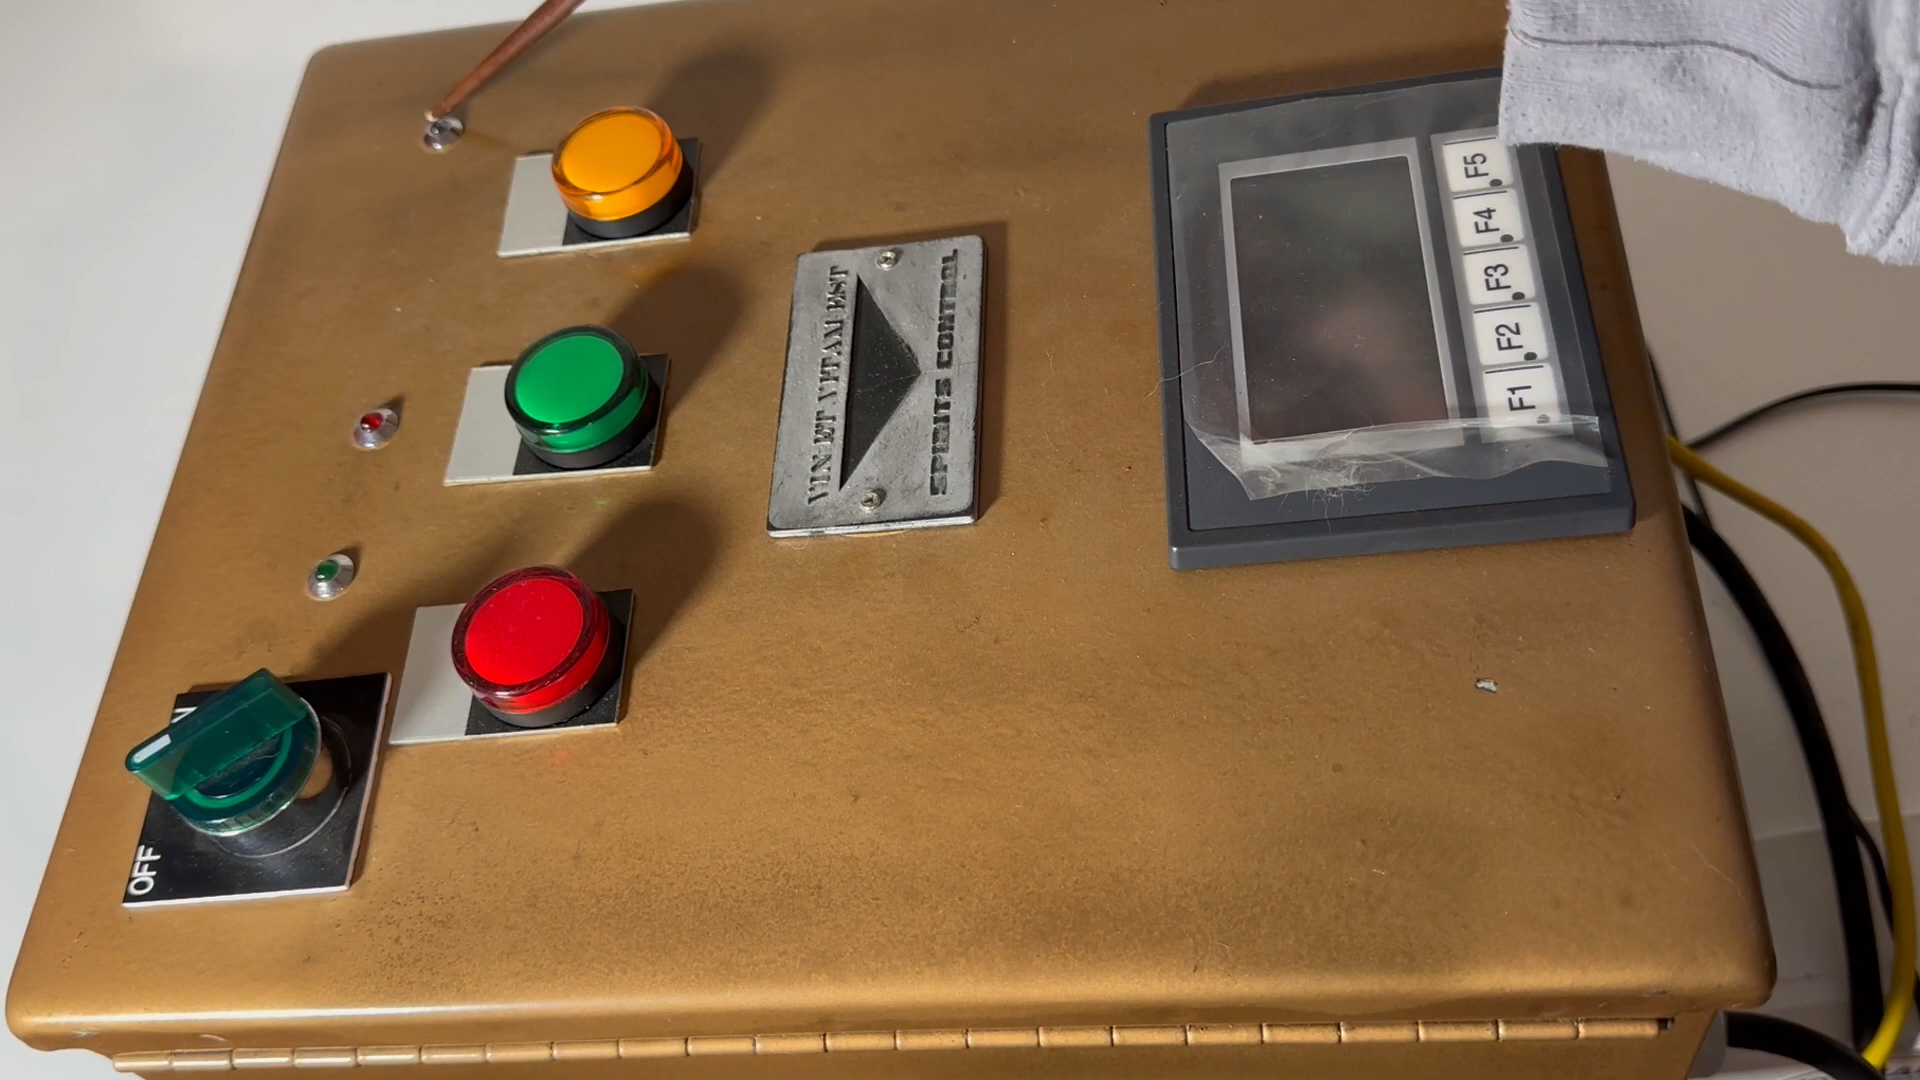 F5
F4
F3
F2
F1
VIN ET VITAM EST
SPIRITS CONTROL
OFF